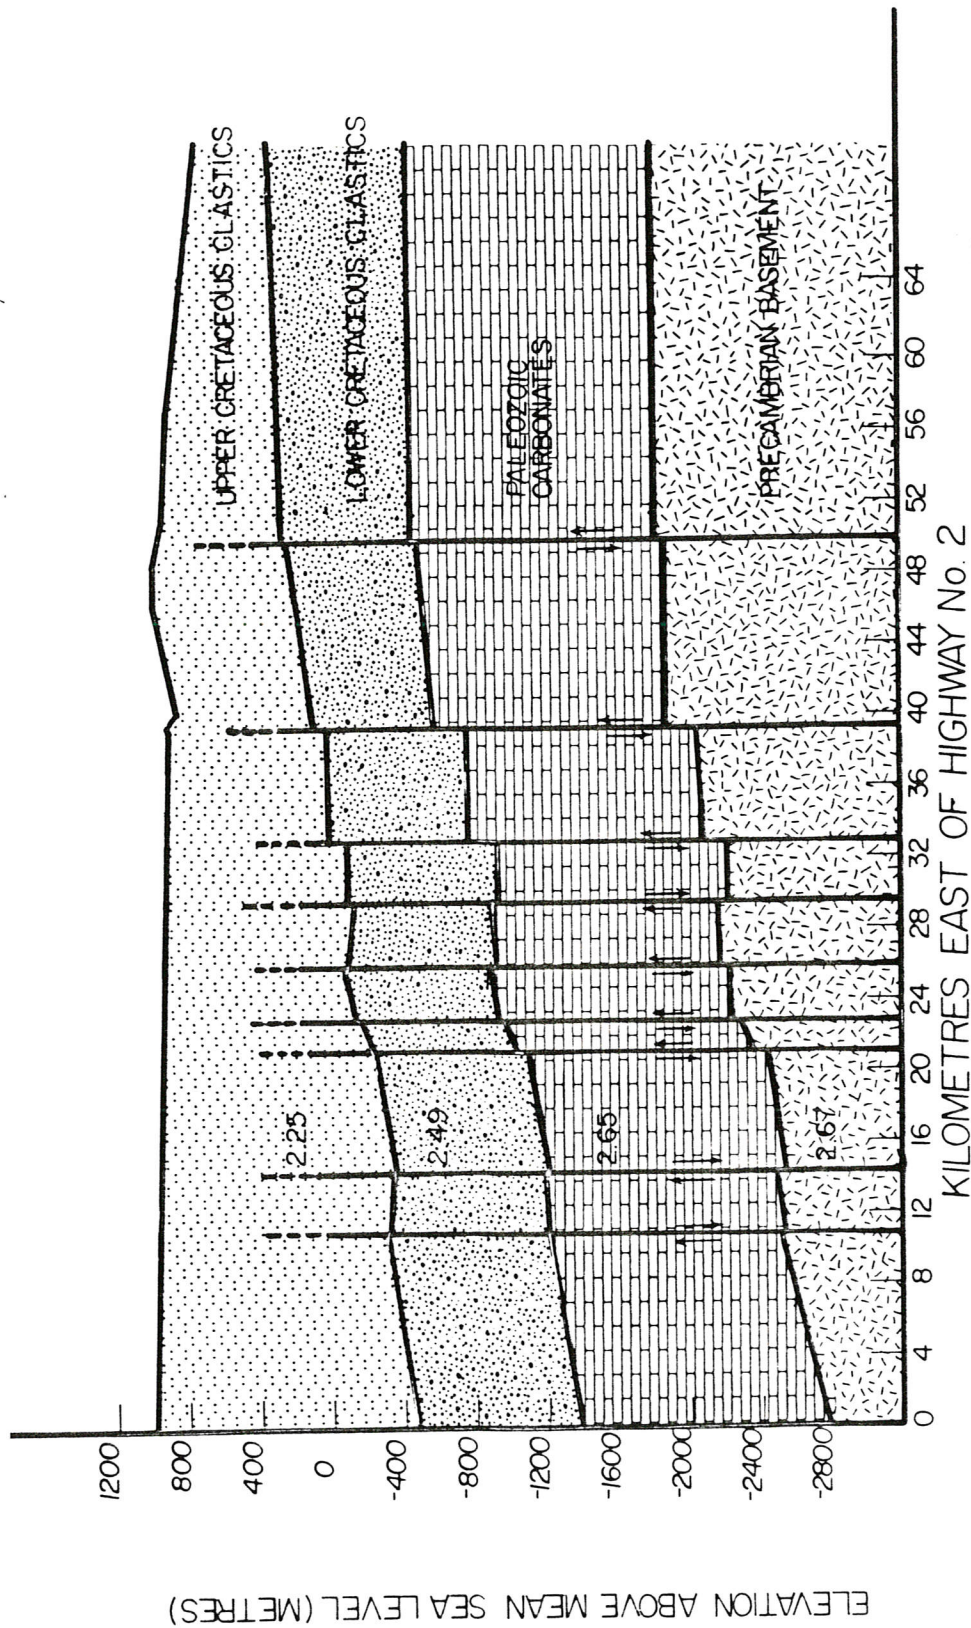 UPPER CRETACEOUS CLASTICS
LOWER CRETACEOUS CLASTICS
PALEOZOIC
CARBONATES
PRECAMBRIAN BASEMENT
2.25
2.49
2.65
2.67
1200
800
400
0
-400
-800
-1200
-1600
-2000
-2800
ELEVATION ABOVE MEAN SEA LEVEL (METRES)
0 4 8 12 16 20 24 28 32 36 40 44 48 52 56 60 64
KILOMETRES EAST OF HIGHWAY No 2